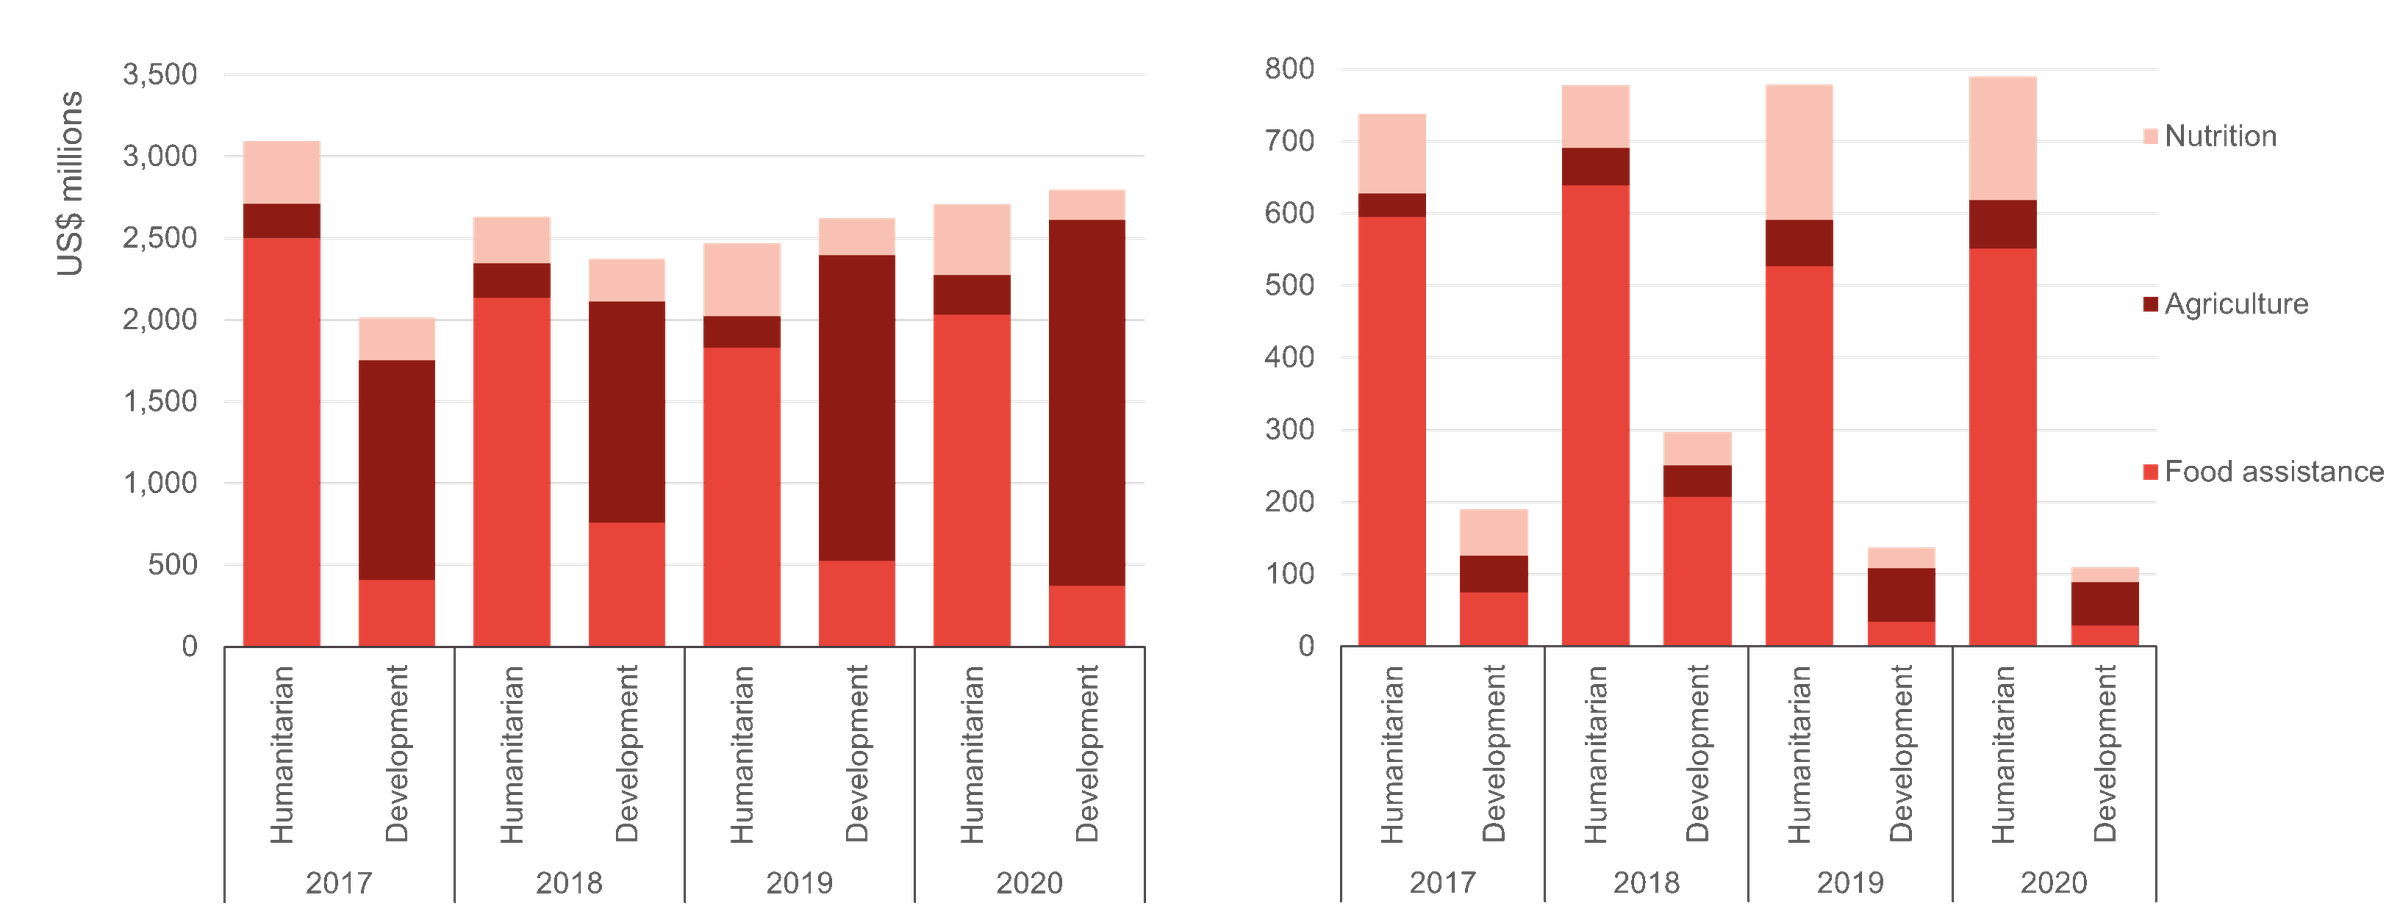 US$ millions
3,500
3,000
2,500
2,000
1,500
1,000
500
0
Humanitarian
Development
Humanitarian
Development
Humanitarian
Development
Humanitarian
Development
2017
2018
2019
2020
800
700
600
500
400
300
200
100
0
Humanitarian
Development
Humanitarian
Development
Humanitarian
Development
Humanitarian
Development
2017
2018
2019
2020
Nutrition
Agriculture
Food assistance